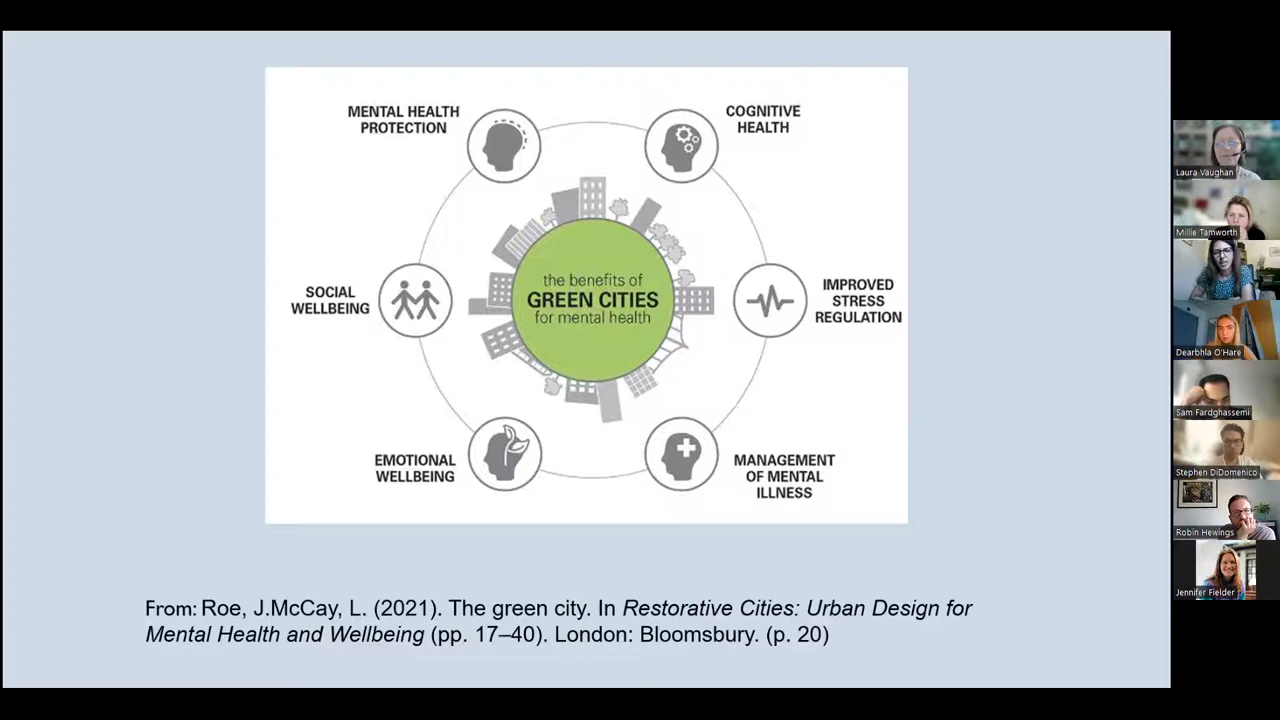 MENTAL HEALTH
PROTECTION
COGNITIVE
HEALTH
SOCIAL
WELLBEING
the benefits of
GREEN CITIES
for mental health
IMPROVED
STRESS
REGULATION
EMOTIONAL
WELLBEING
MANAGEMENT
OF MENTAL
ILLNESS
From: Roe, J.McCay, L. (2021). The green city. In Restorative Cities: Urban Design for
Mental Health and Wellbeing (pp. 17–40). London: Bloomsbury. (p. 20)
Laura Vaughan
Millie Tamworth
Dearbhla O'Hare
Sam Fardghassemi
Stephen DiDomenico
Robin Hewings
Jennifer Fielder